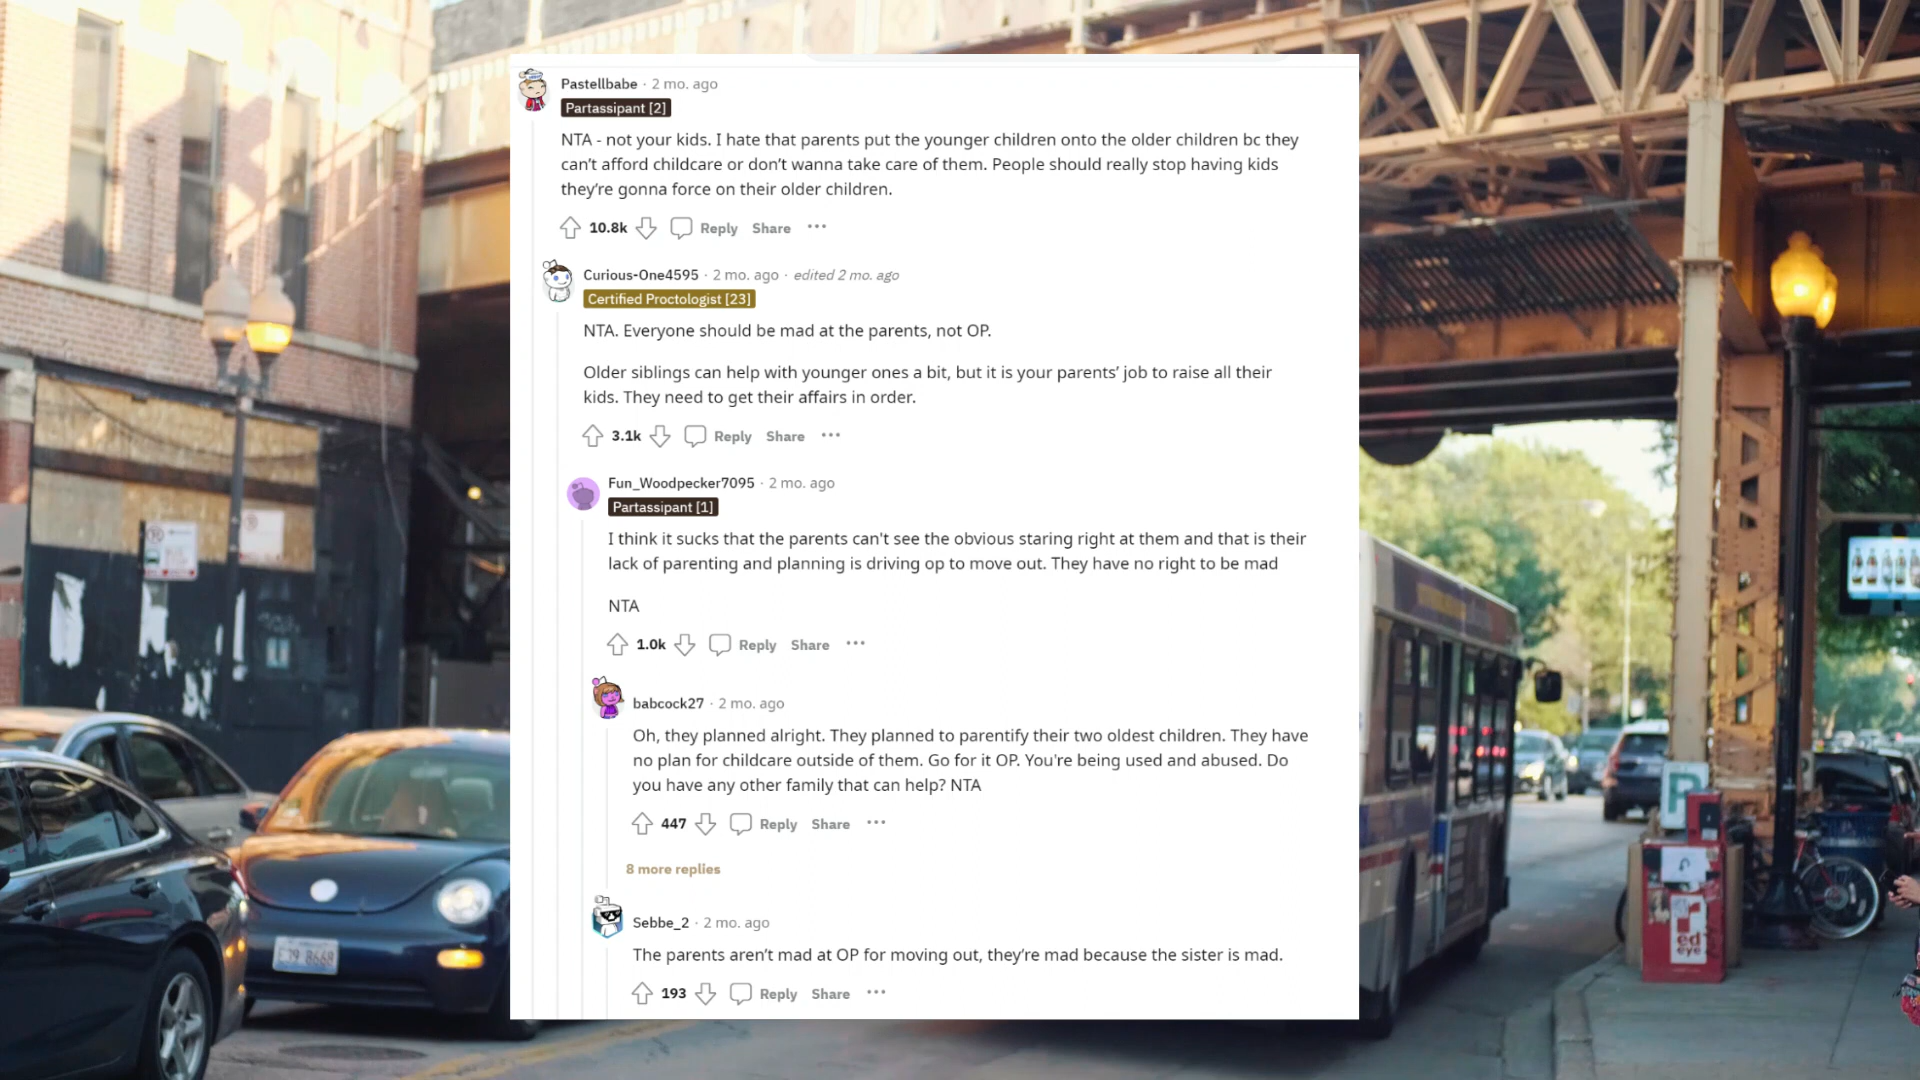 Pastellbabe · 2 mo. ago
Partassipant [2]
NTA - not your kids. I hate that parents put the younger children onto the older children bc they
can’t afford childcare or don’t wanna take care of them. People should really stop having kids
they’re gonna force on their older children.
10.8k Reply Share ···
Curious-One4595 · 2 mo. ago · edited 2 mo. ago
Certified Proctologist [23]
NTA. Everyone should be mad at the parents, not OP.
Older siblings can help with younger ones a bit, but it is your parents’ job to raise all their
kids. They need to get their affairs in order.
3.1k Reply Share ···
Fun_Woodpecker7095 · 2 mo. ago
Partassipant [1]
I think it sucks that the parents can't see the obvious staring right at them and that is their
lack of parenting and planning is driving op to move out. They have no right to be mad
NTA
1.0k Reply Share ···
babcock27 · 2 mo. ago
Oh, they planned alright. They planned to parentify their two oldest children. They have
no plan for childcare outside of them. Go for it OP. You're being used and abused. Do
you have any other family that can help? NTA
447 Reply Share ···
8 more replies
Sebbe_2 · 2 mo. ago
The parents aren’t mad at OP for moving out, they’re mad because the sister is mad.
193 Reply Share ···
P
ed
eye